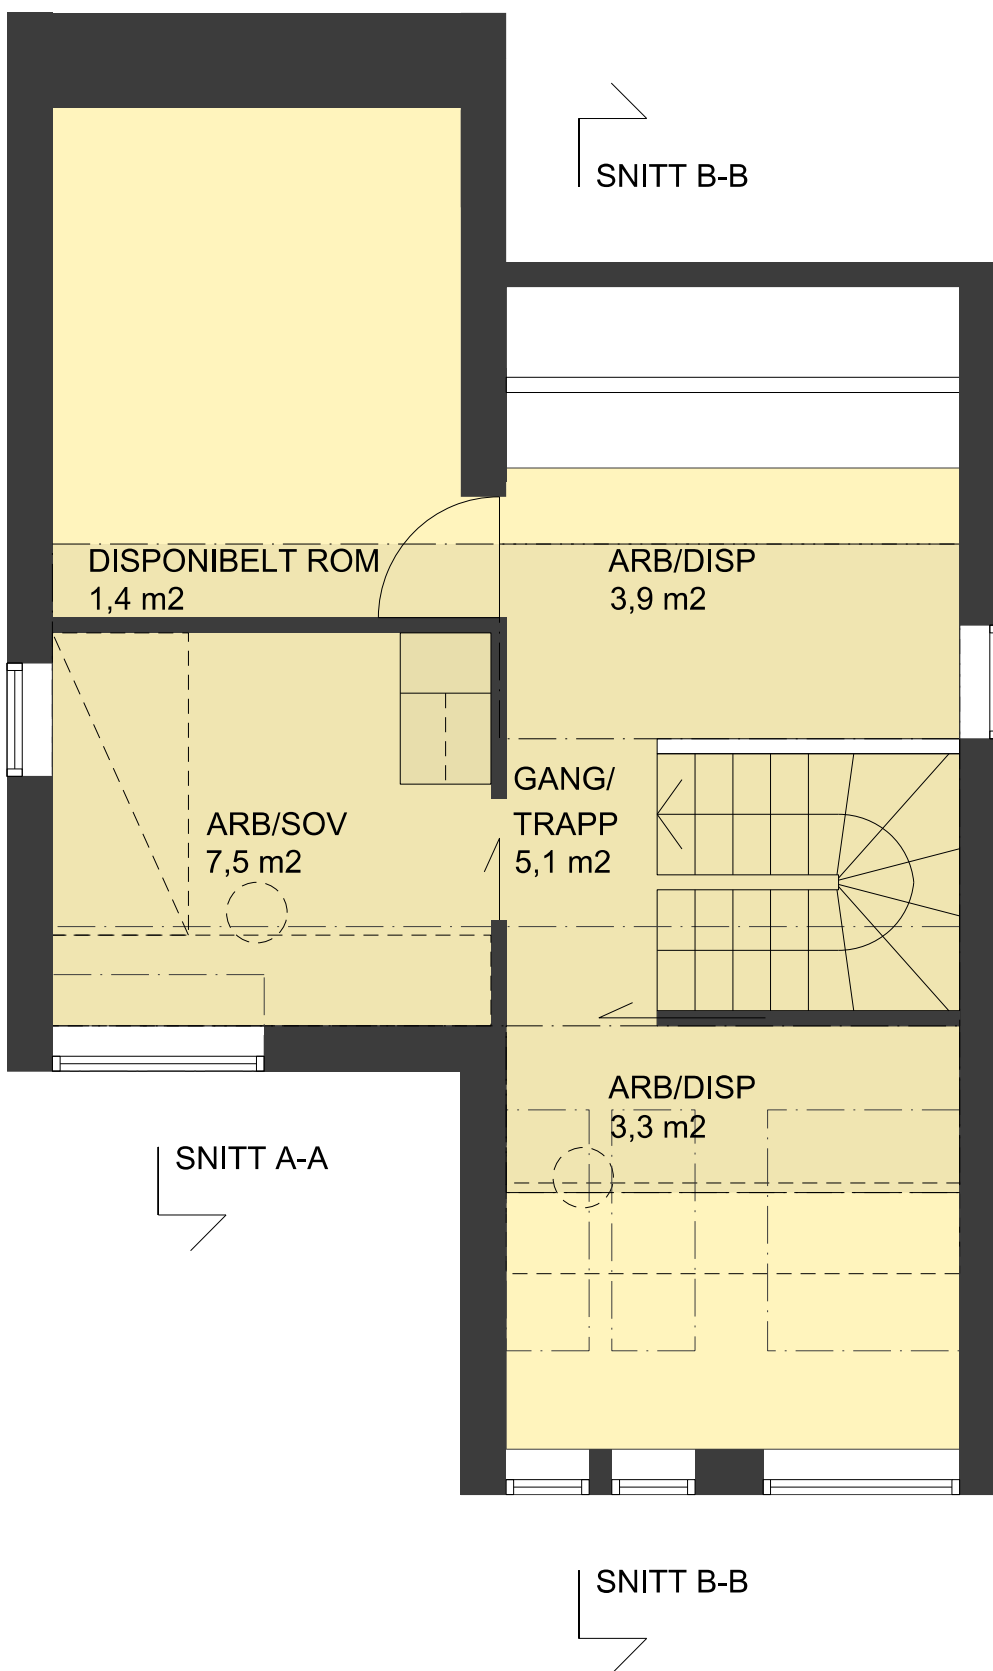 SNITT B-B
DISPONIBELT ROM
1,4 m2
ARB/DISP
3,9 m2
ARB/SOV
7,5 m2
GANG/
TRAPP
5,1 m2
ARB/DISP
3,3 m2
SNITT A-A
SNITT B-B